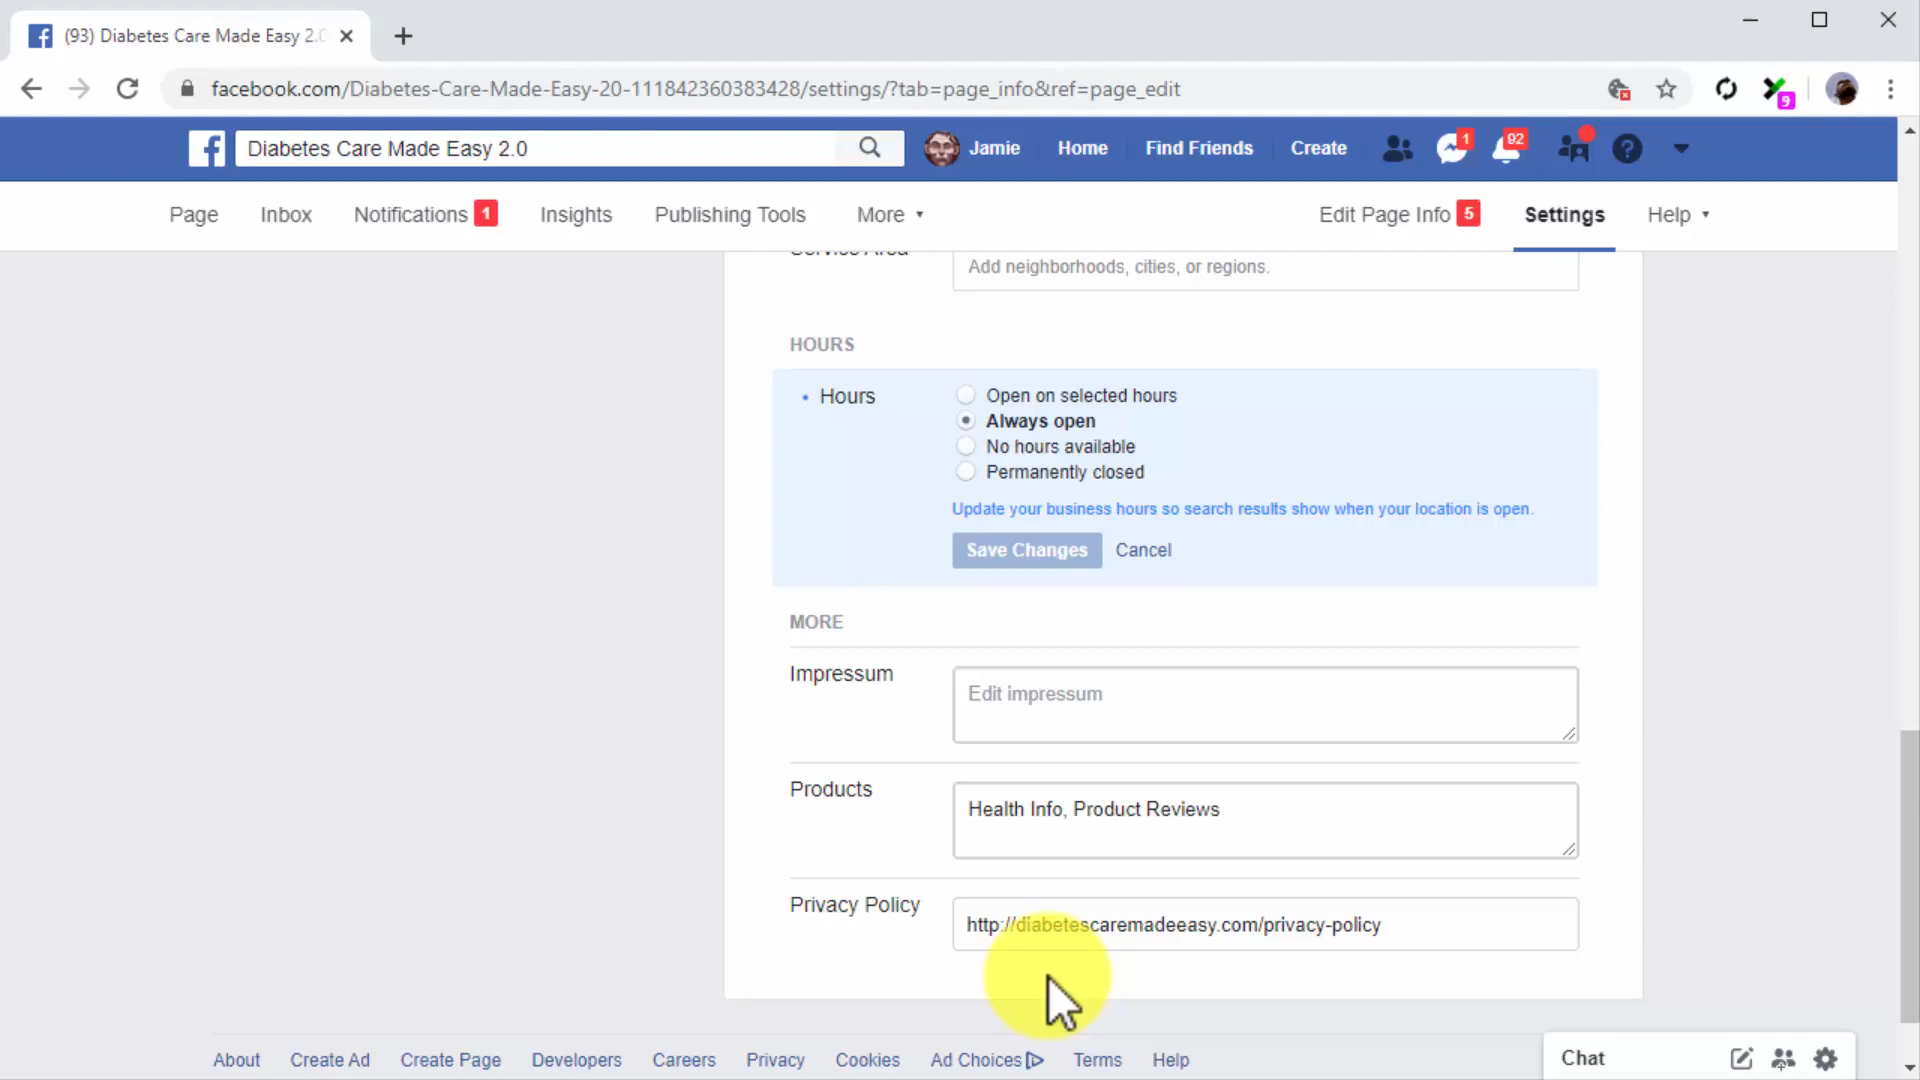 (93) Diabetes Care Made Easy 2.0
facebook.com/Diabetes-Care-Made-Easy-20-111842360383428/settings/?tab=page_info&ref=page_edit
9
Diabetes Care Made Easy 2.0
Jamie
Home
Find Friends
Create
1
92
Page
Inbox
Notifications 1
Insights
Publishing Tools
More
Edit Page Info 5
Settings
Help
Service Area
Add neighborhoods, cities, or regions.
HOURS
Hours
Open on selected hours
Always open
No hours available
Permanently closed
Update your business hours so search results show when your location is open.
Save Changes
Cancel
MORE
Impressum
Edit impressum
Products
Health Info, Product Reviews
Privacy Policy
http://diabetescaremadeeasy.com/privacy-policy
About
Create Ad
Create Page
Developers
Careers
Privacy
Cookies
Ad Choices
Terms
Help
Chat